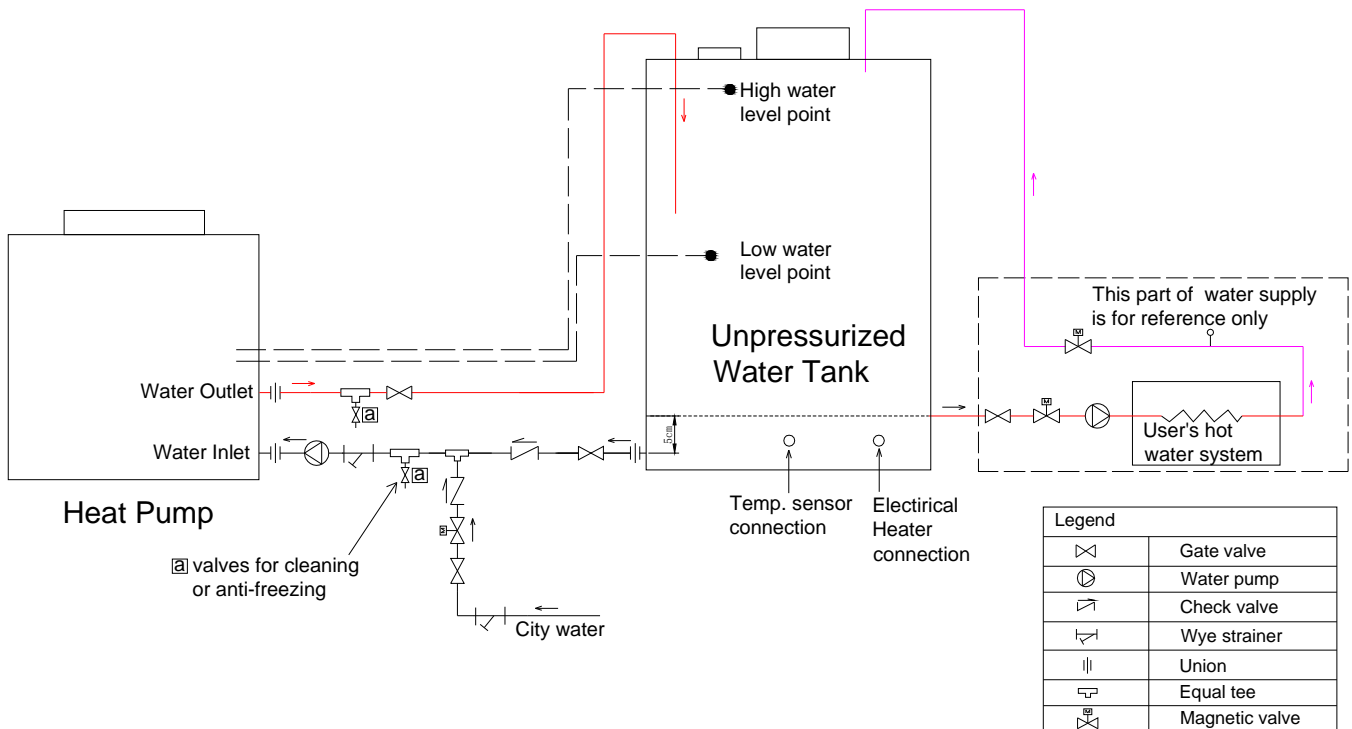 High water
level point
Low water
level point
This part of  water supply
is for reference only
M
Unpressurized
Water Tank
Water Outlet
a
M
5cm
User's hot
water system
Water Inlet
a
Heat Pump
M
Temp. sensor
connection
Electirical
Heater
connection
a valves for cleaning
or anti-freezing
City water
Legend
Gate valve
Water pump
Check valve
Wye strainer
Union
Equal tee
M Magnetic valve